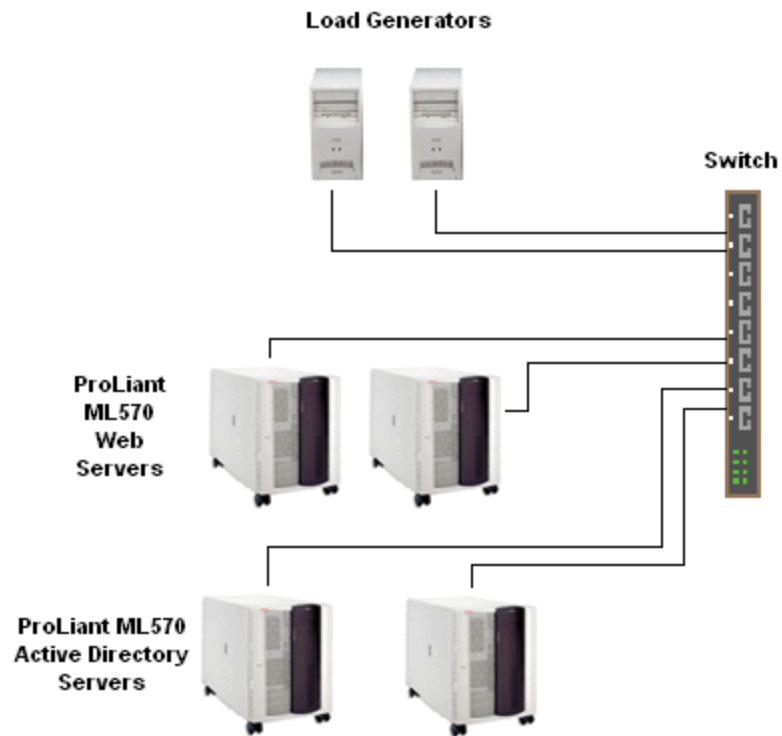 Load Generators
Switch
ProLiant
ML570
Web
Servers
ProLiant ML570
Active Directory
Servers